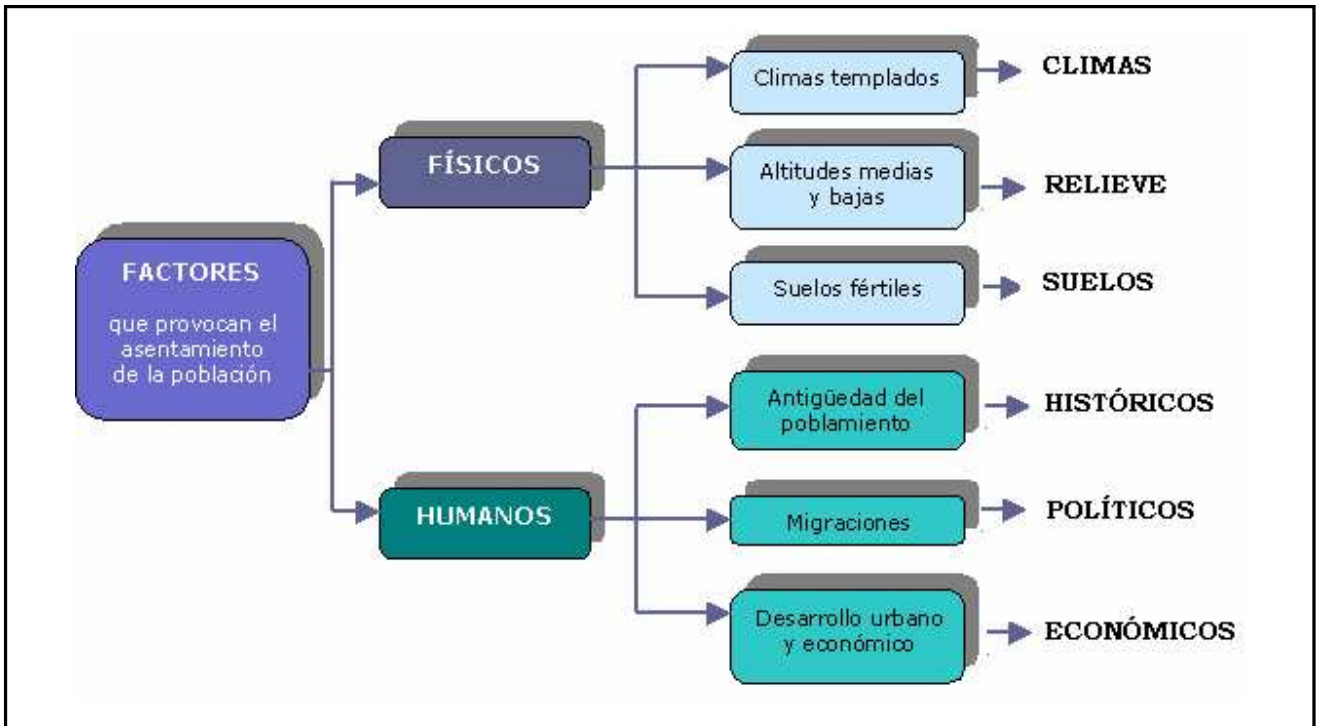 FACTORES
que provocan el
asentamiento
de la población
FÍSICOS
Climas templados
CLIMAS
Altitudes medias
y bajas
RELIEVE
Suelos fértiles
SUELOS
HUMANOS
Antigüedad del
poblamiento
HISTÓRICOS
Migraciones
POLÍTICOS
Desarrollo urbano
y económico
ECONÓMICOS